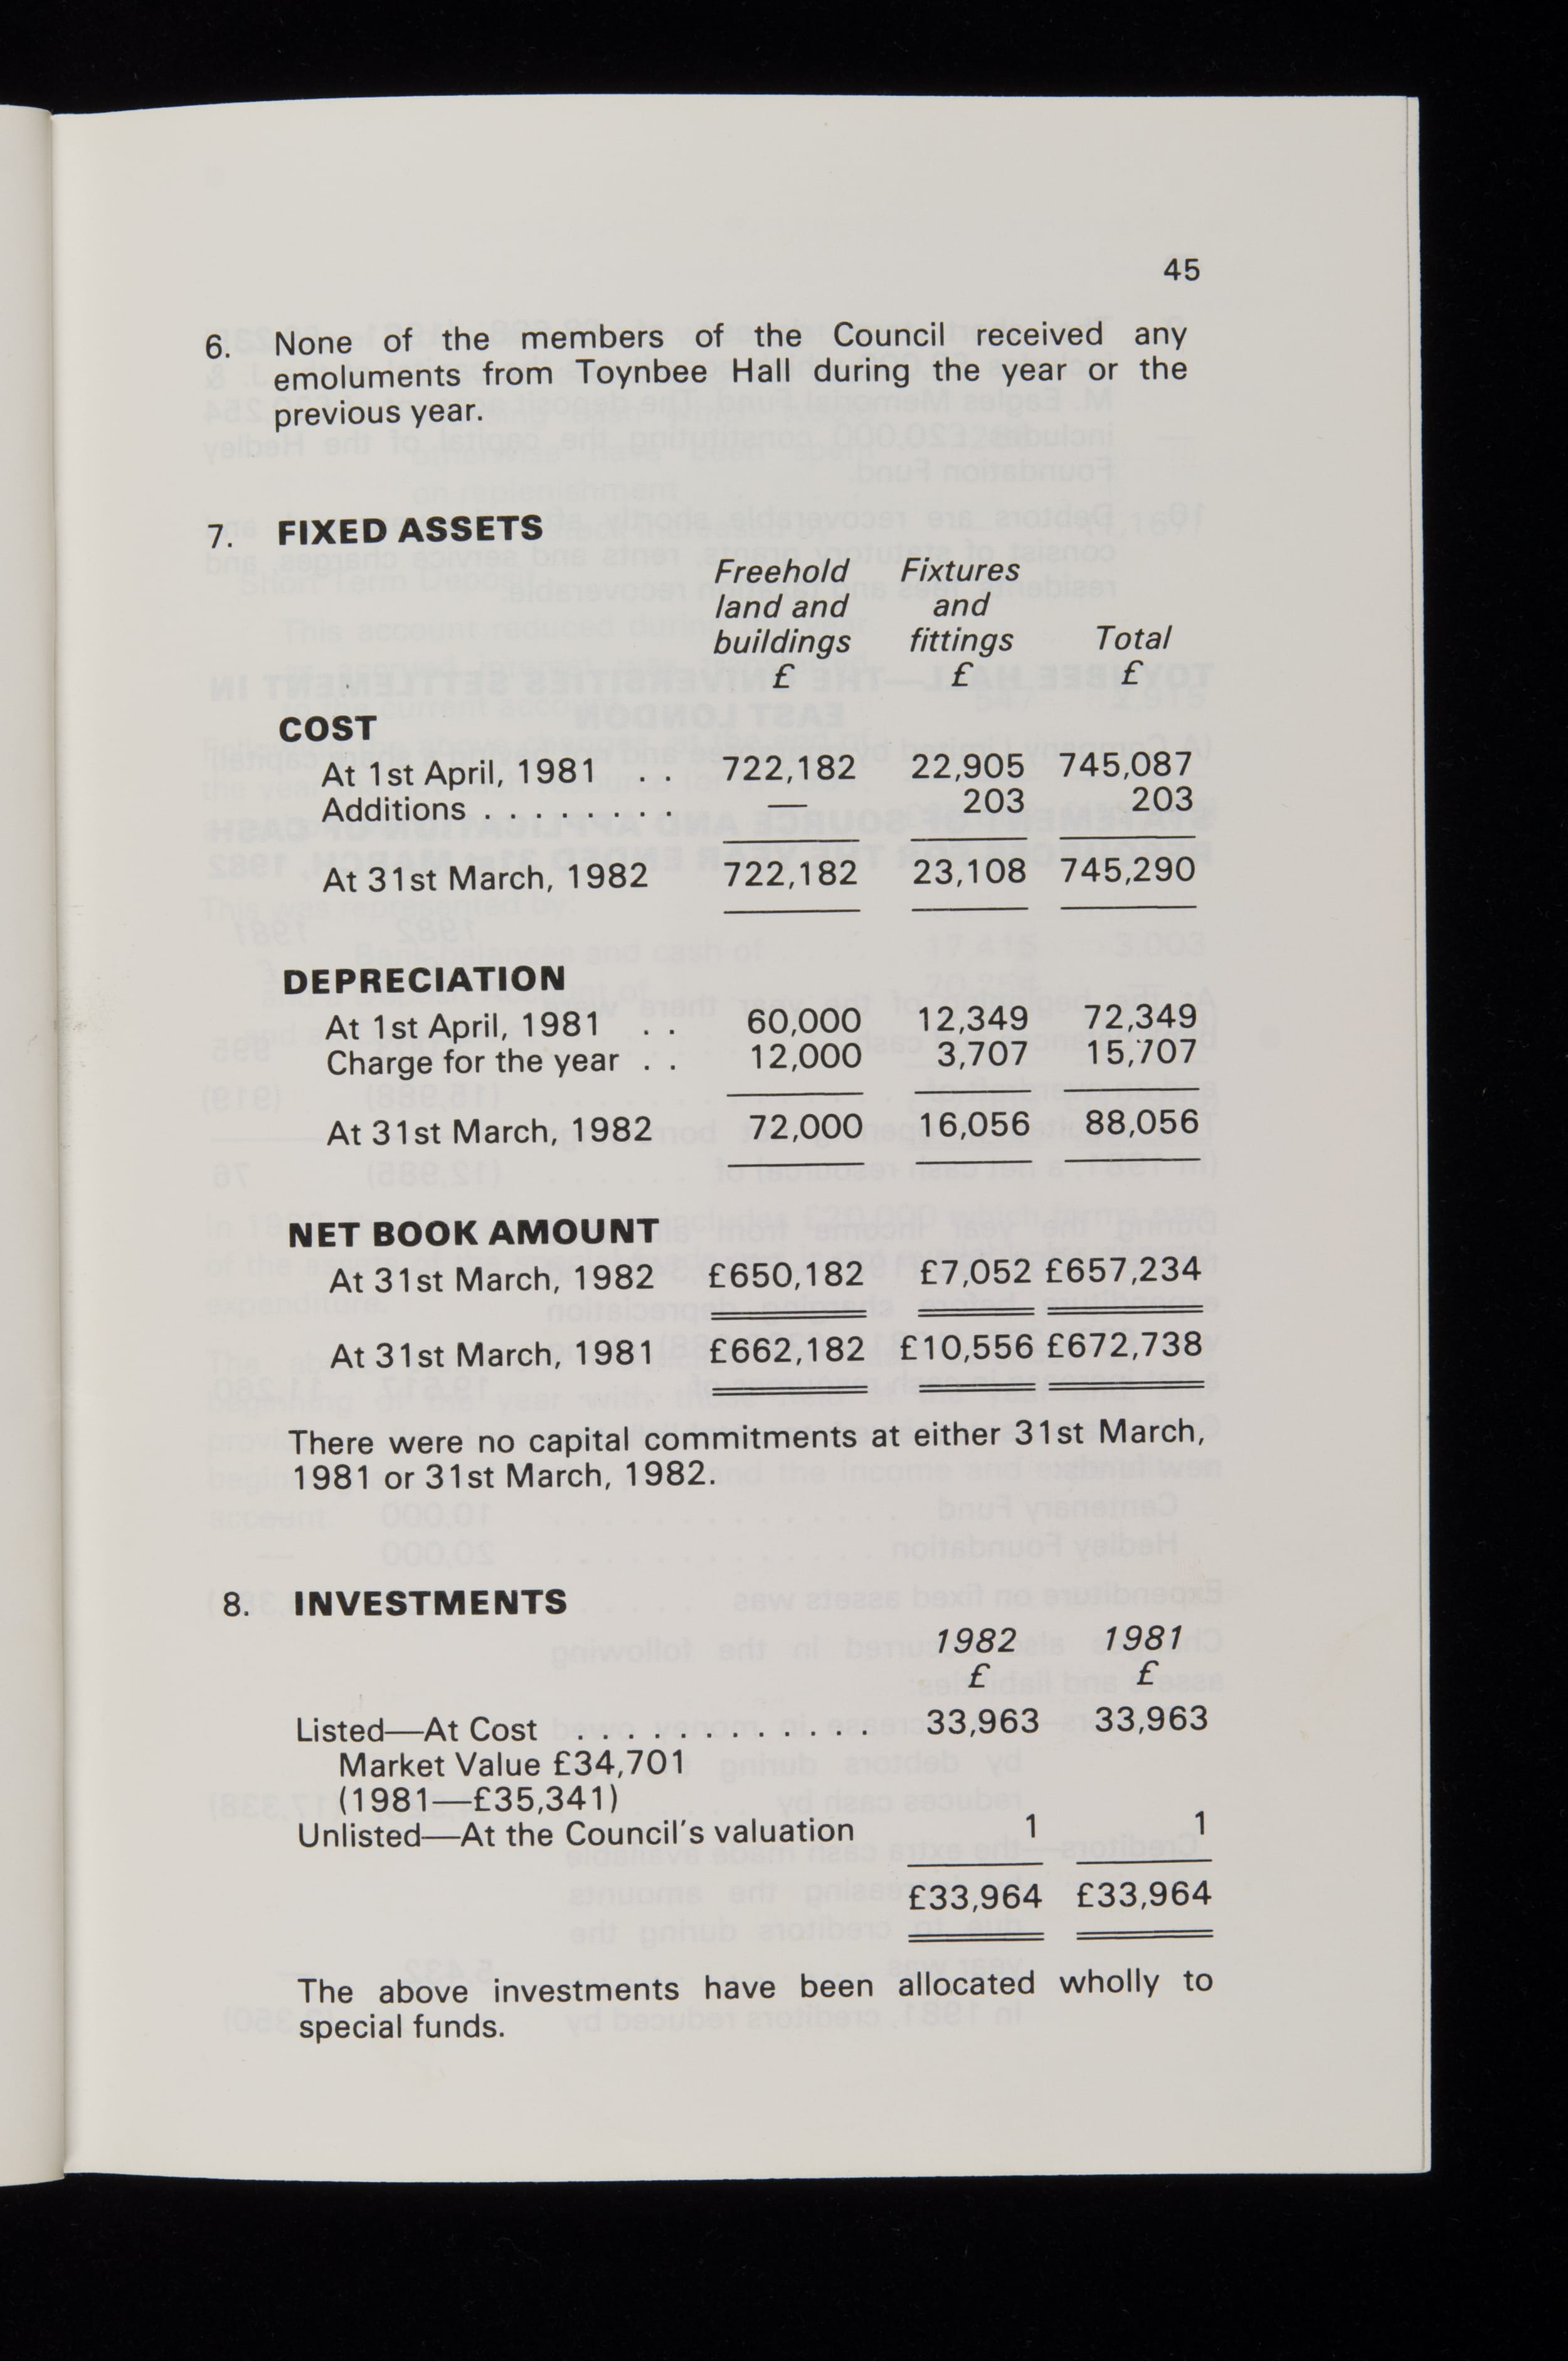 45
6. None of the members of the Council received any
emoluments from Toynbee Hall during the year or the
previous year.
7. FIXED ASSETS
Freehold Fixtures
land and and
buildings fittings Total
£ £ £
COST
At 1st April, 1981 . . 722,182 22,905 745,087
Additions . . . . . . . . — 203 203
At 31st March, 1982 722,182 23,108 745,290
DEPRECIATION
At 1st April, 1981 . . 60,000 12,349 72,349
Charge for the year . . 12,000 3,707 15,707
At 31st March, 1982 72,000 16,056 88,056
NET BOOK AMOUNT
At 31st March, 1982 £650,182 £7,052 £657,234
At 31st March, 1981 £662,182 £10,556 £672,738
There were no capital commitments at either 31st March,
1981 or 31st March, 1982.
8. INVESTMENTS
1982 1981
£ £
Listed—At Cost . . . . . . . . . . . . 33,963 33,963
Market Value £34,701
(1981—£35,341)
Unlisted—At the Council's valuation 1 1
£33,964 £33,964
The above investments have been allocated wholly to
special funds.